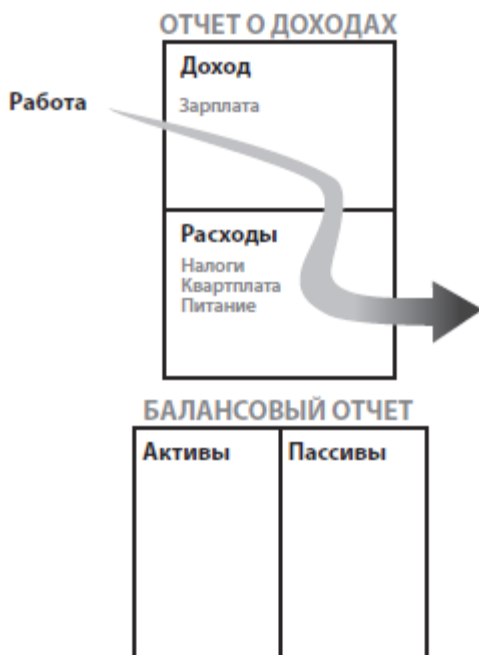 ОТЧЕТ О ДОХОДАХ
Доход
Работа
Зарплата
Расходы
Налоги
Квартплата
Питание
БАЛАНСОВЫЙ ОТЧЕТ
Активы
Пассивы